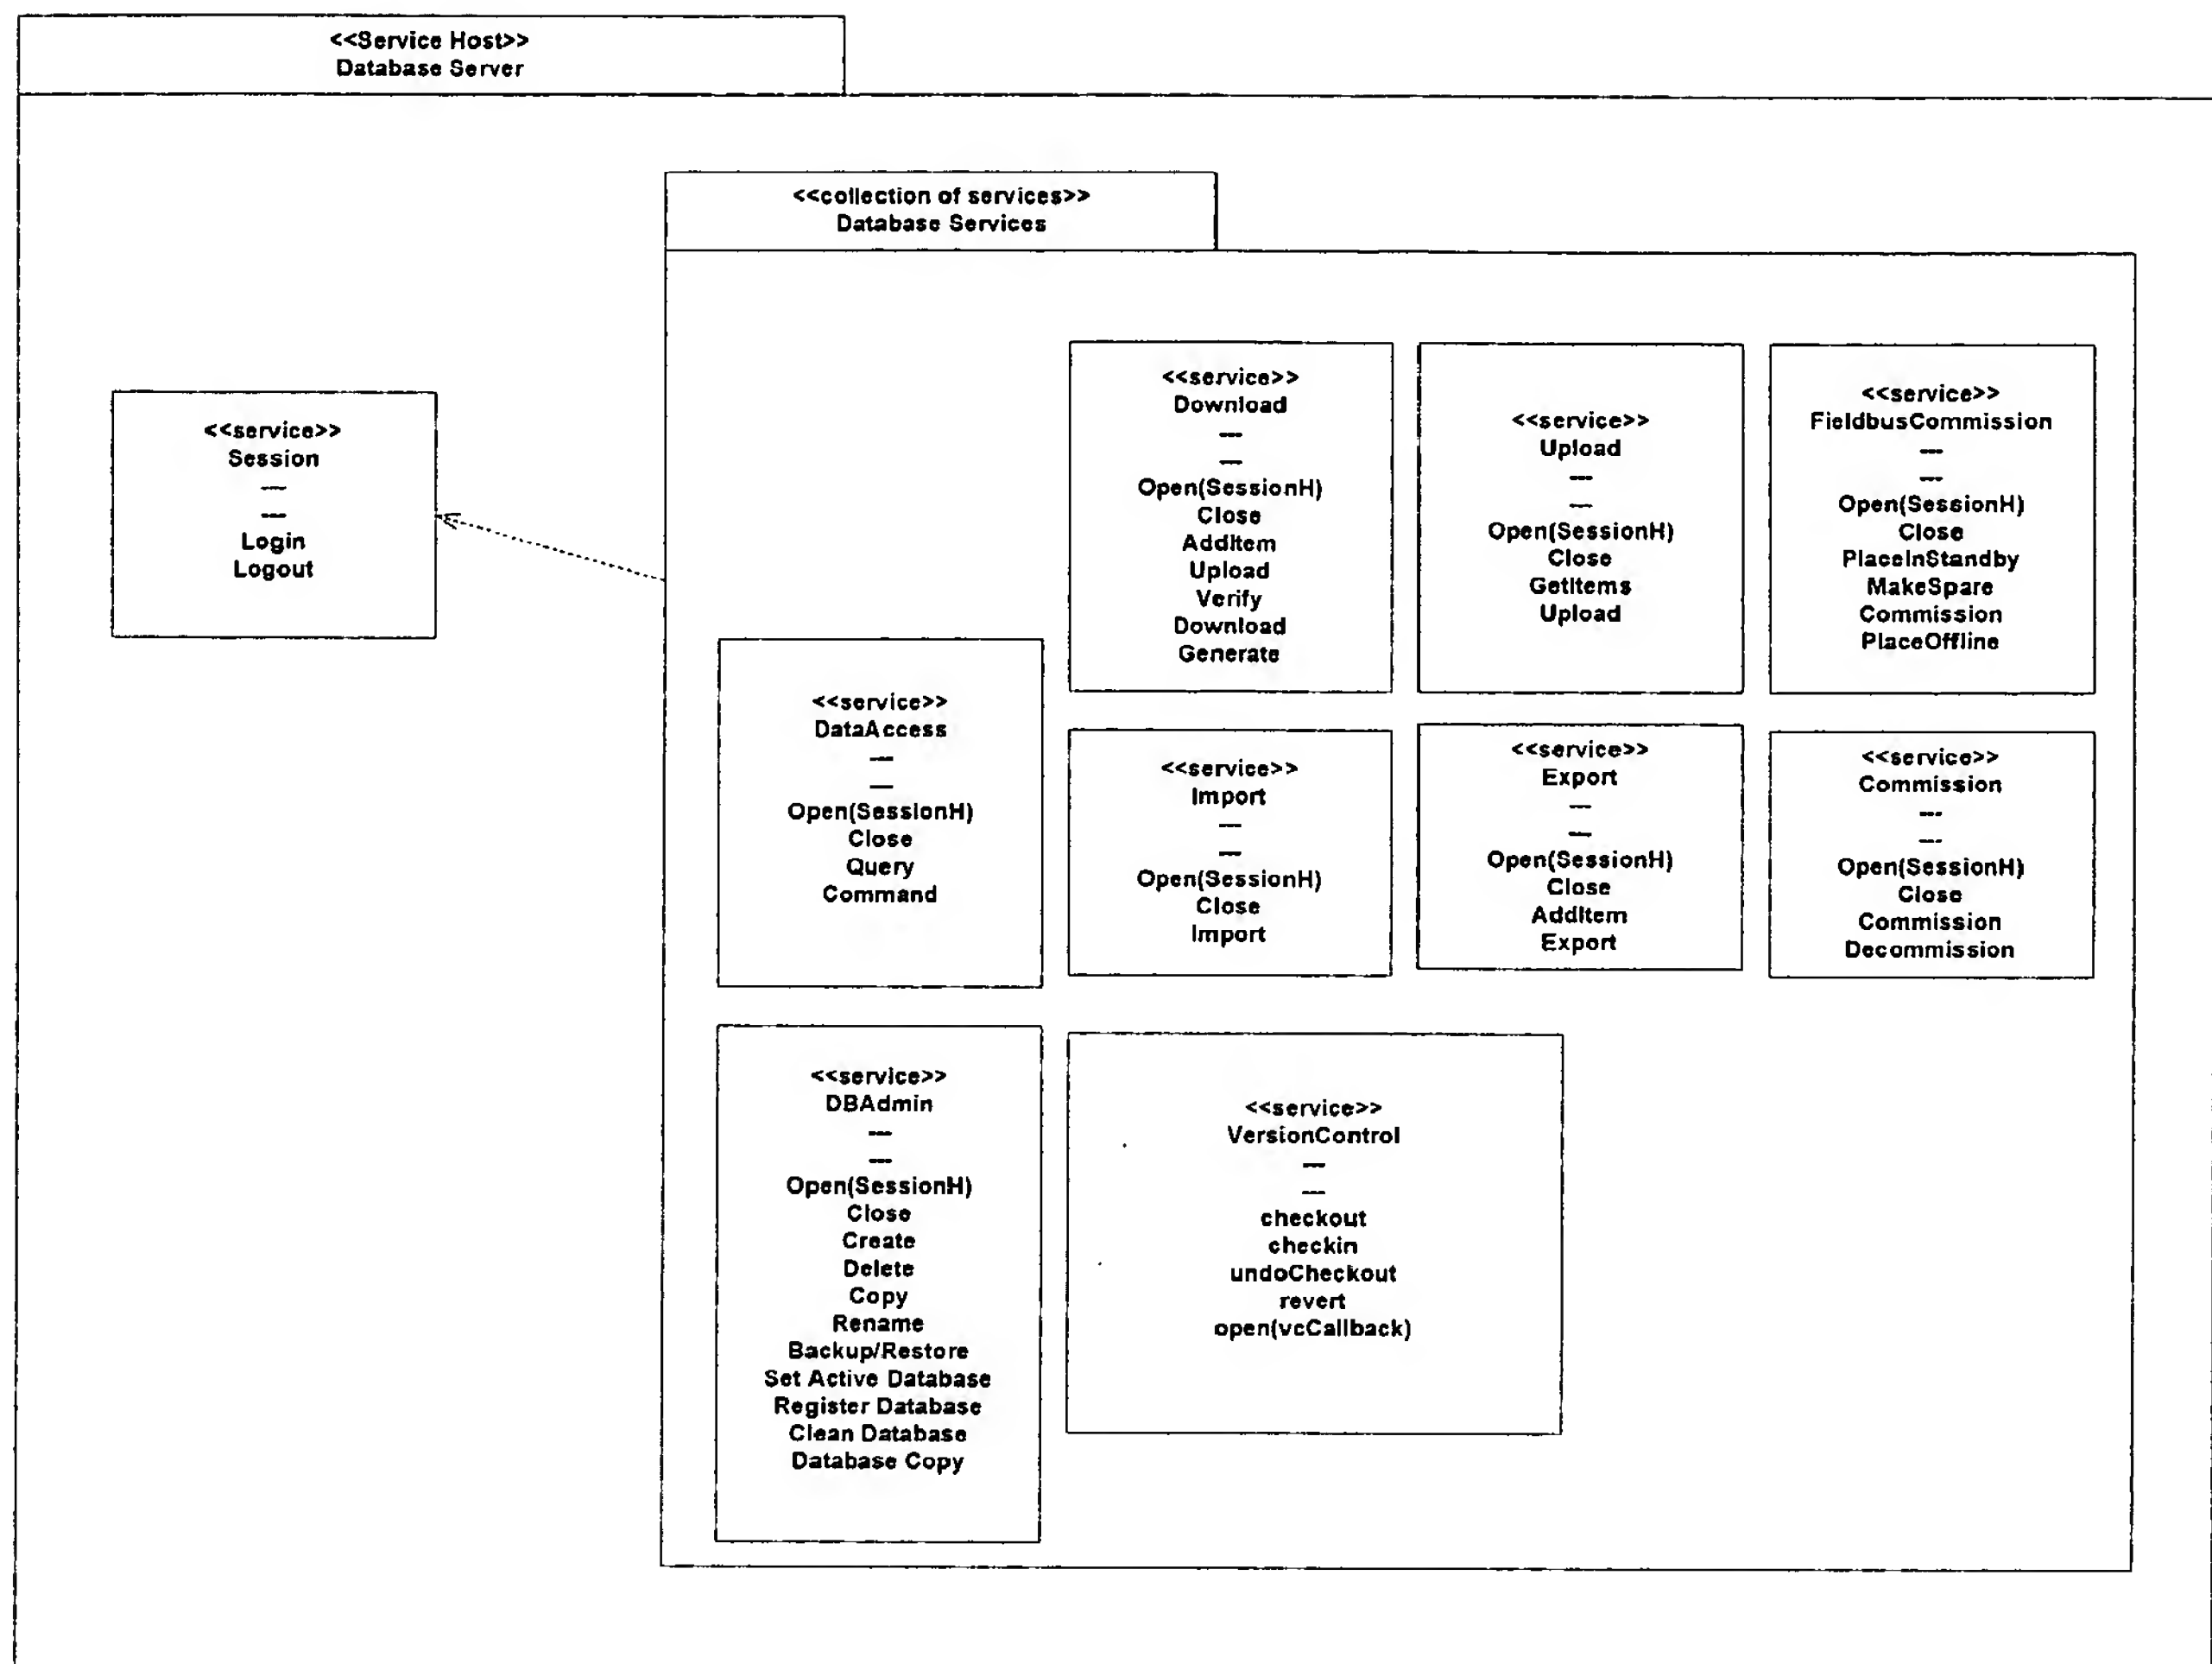 <<Service Host>>
Database Server
<<collection of services>>
Database Services
<<service>>
Session
---
---
Login
Logout
<<service>>
Download
---
---
Open(SessionH)
Close
AddItem
Upload
Verify
Download
Generate
<<service>>
Upload
---
---
Open(SessionH)
Close
GetItems
Upload
<<service>>
FieldbusCommission
---
---
Open(SessionH)
Close
PlaceInStandby
MakeSpare
Commission
PlaceOffline
<<service>>
DataAccess
---
---
Open(SessionH)
Close
Query
Command
<<service>>
Import
---
---
Open(SessionH)
Close
Import
<<service>>
Export
---
---
Open(SessionH)
Close
AddItem
Export
<<service>>
Commission
---
---
Open(SessionH)
Close
Commission
Decommission
<<service>>
DBAdmin
---
---
Open(SessionH)
Close
Create
Delete
Copy
Rename
Backup/Restore
Set Active Database
Register Database
Clean Database
Database Copy
<<service>>
VersionControl
---
---
checkout
checkin
undoCheckout
revert
open(vcCallback)